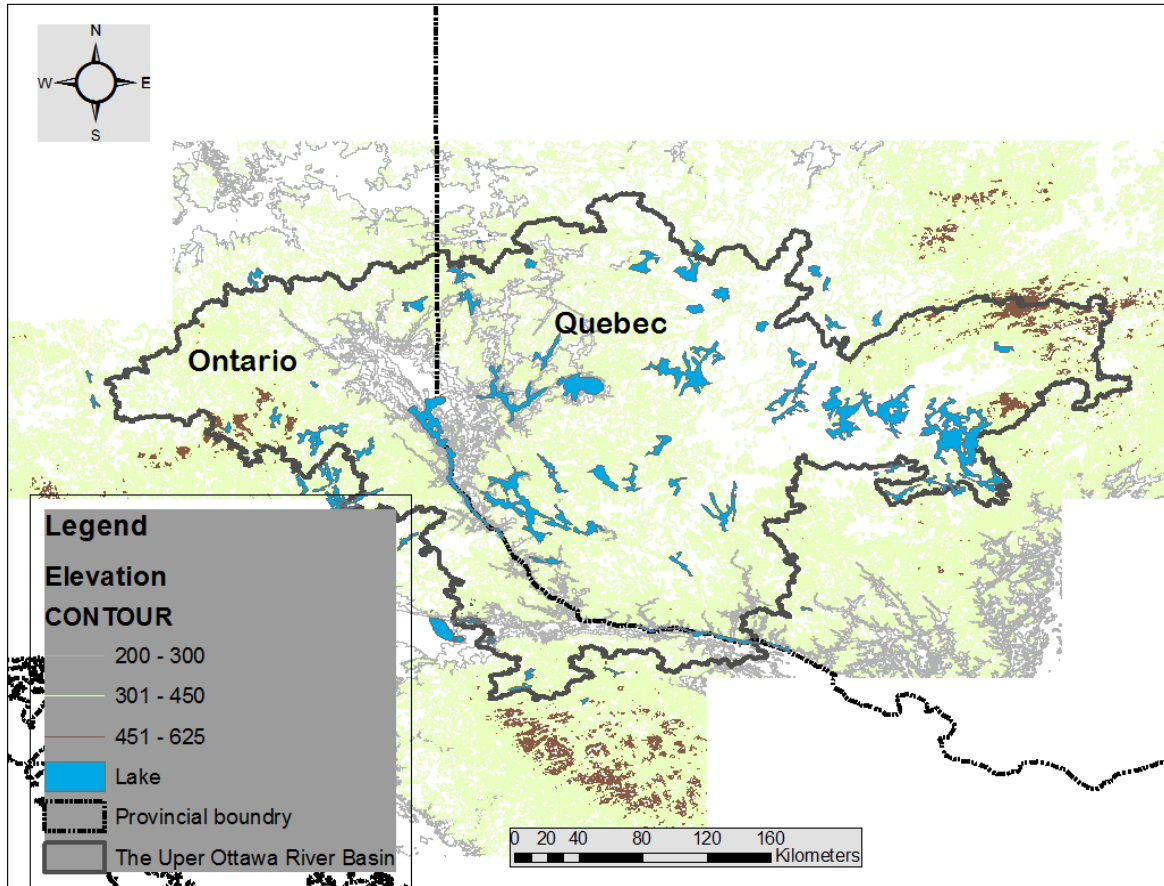 N
W E
S
Ontario
Quebec
Legend
Elevation
CONTOUR
200 - 300
301 - 450
451 - 625
Lake
Provincial boundry
The Uper Ottawa River Basin
0 20 40 80 120 160
Kilometers